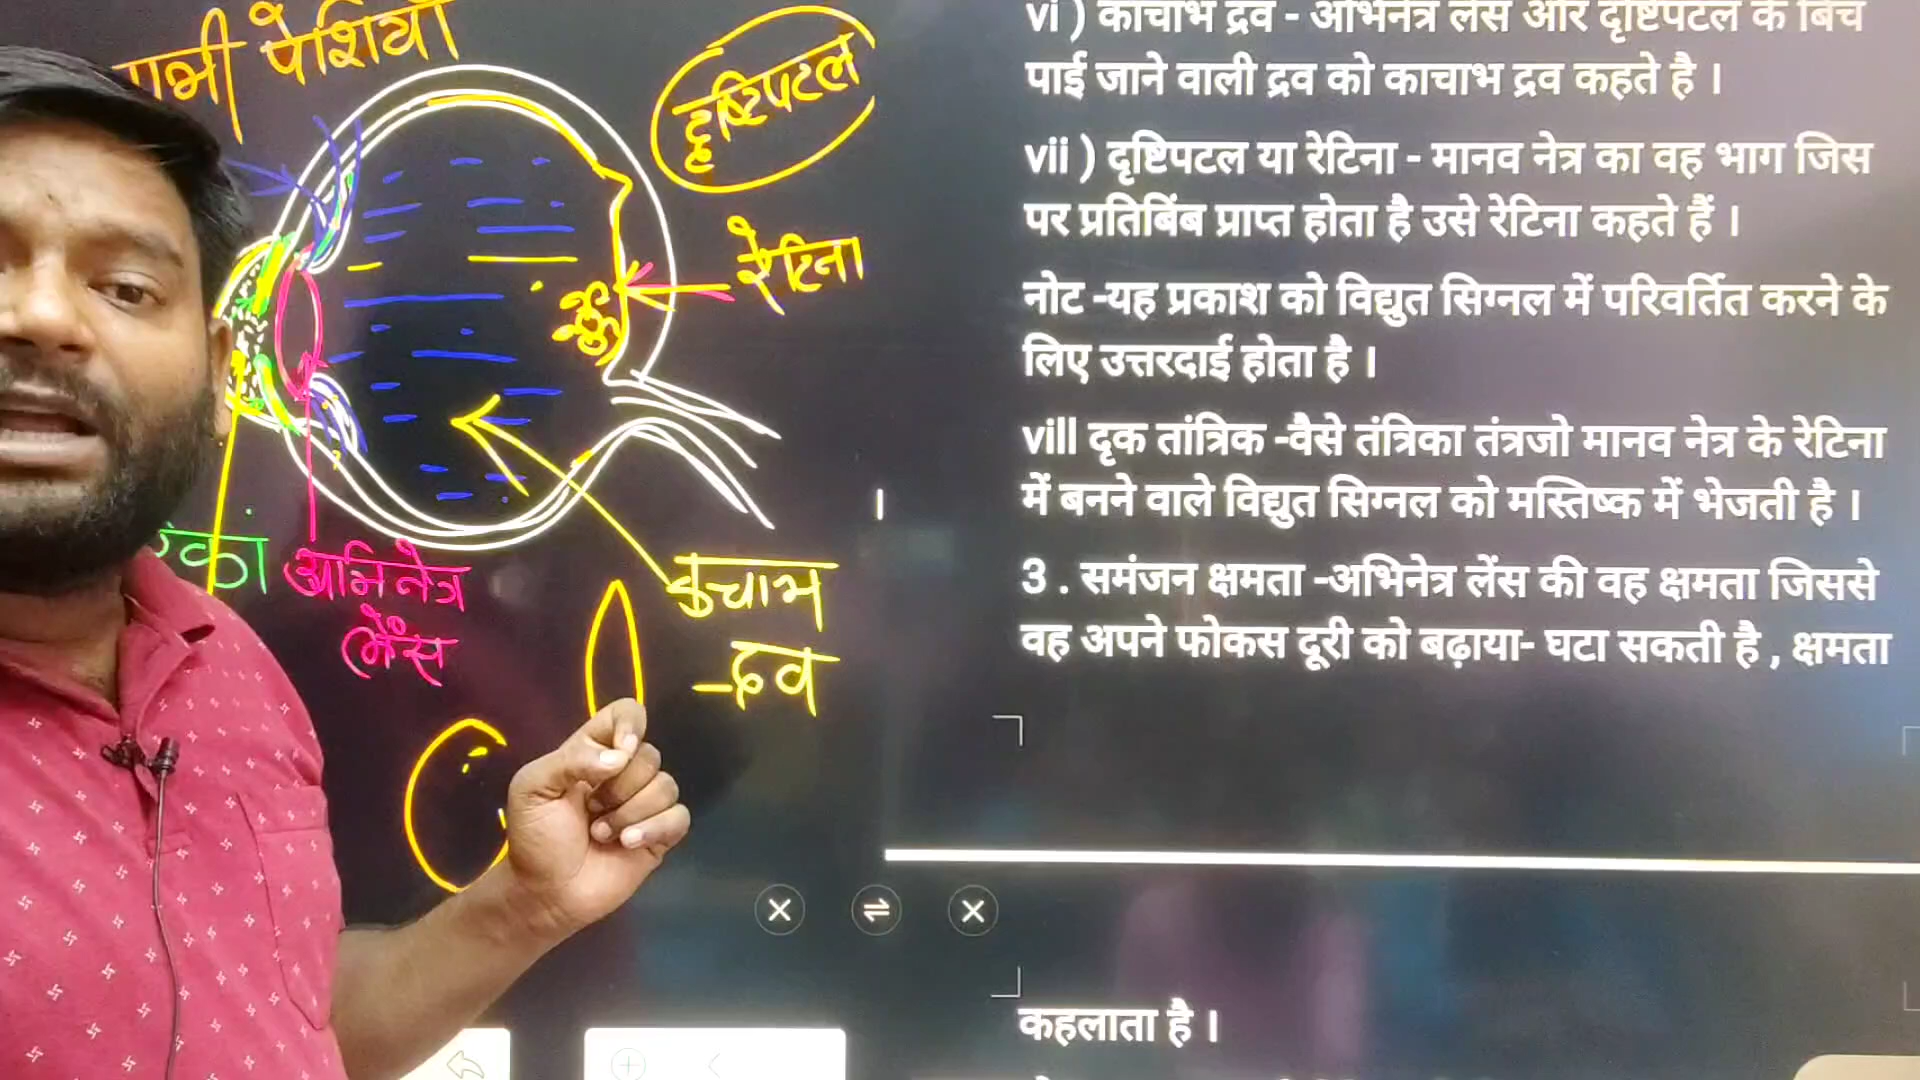 पेशियाँ
दृष्टिपटल
रेटिना
अभिनेत्र
लेंस
कचाभ
द्रव
vi ) काचाभ द्रव - अभिनेत्र लेंस और दृष्टिपटल के बिच
पाई जाने वाली द्रव को काचाभ द्रव कहते है ।
vii ) दृष्टिपटल या रेटिना - मानव नेत्र का वह भाग जिस
पर प्रतिबिंब प्राप्त होता है उसे रेटिना कहते हैं ।
नोट -यह प्रकाश को विद्युत सिग्नल में परिवर्तित करने के
लिए उत्तरदाई होता है ।
vill दृक तांत्रिक -वैसे तंत्रिका तंत्रजो मानव नेत्र के रेटिना
में बनने वाले विद्युत सिग्नल को मस्तिष्क में भेजती है ।
3 . समंजन क्षमता -अभिनेत्र लेंस की वह क्षमता जिससे
वह अपने फोकस दूरी को बढ़ाया- घटा सकती है , क्षमता
कहलाता है ।